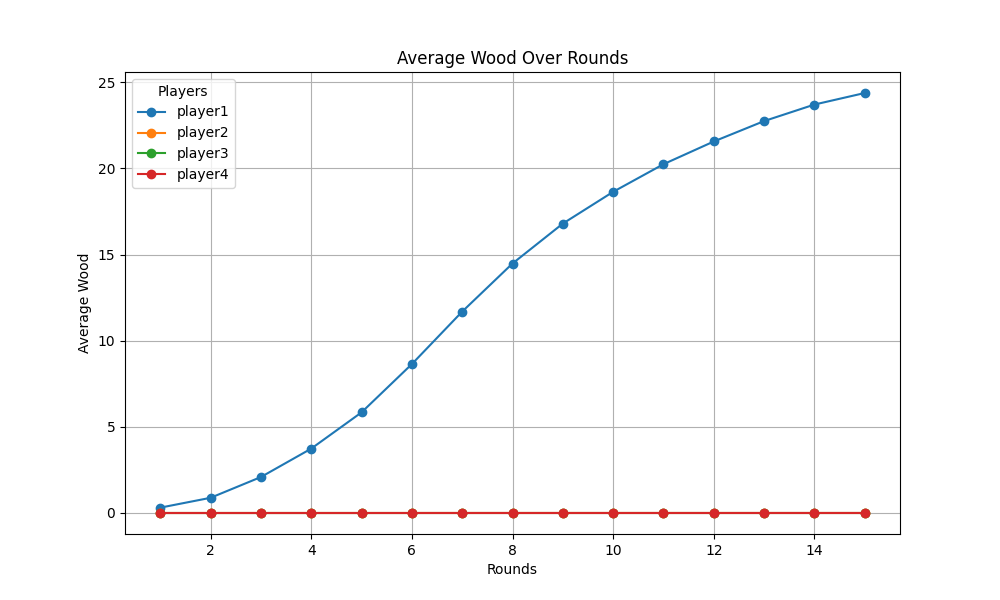 Average Wood Over Rounds
Players
player1
player2
player3
player4
Average Wood
25
20
15
10
5
0
2 4 6 8 10 12 14
Rounds